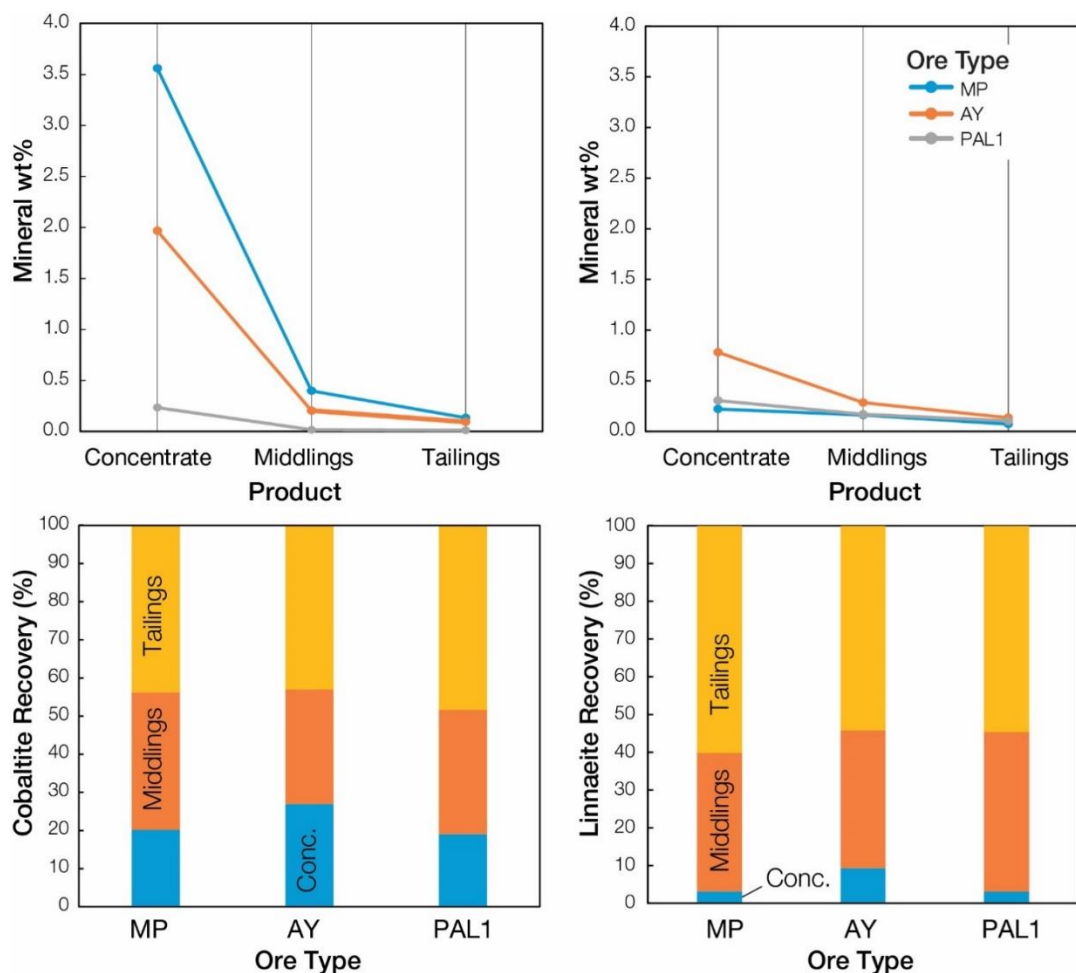 Mineral wt%
4.0
3.5
3.0
2.5
2.0
1.5
1.0
0.5
0.0
Concentrate Middlings Tailings
Product
Mineral wt%
4.0
3.5
3.0
2.5
2.0
1.5
1.0
0.5
0.0
Ore Type
MP
AY
PAL1
Concentrate Middlings Tailings
Product
Cobaltite Recovery (%)
100
90
80
70
60
50
40
30
20
10
0
Tailings
Middlings
Conc.
MP AY PAL1
Ore Type
Linnaeite Recovery (%)
100
90
80
70
60
50
40
30
20
10
0
Tailings
Middlings
Conc.
MP AY PAL1
Ore Type